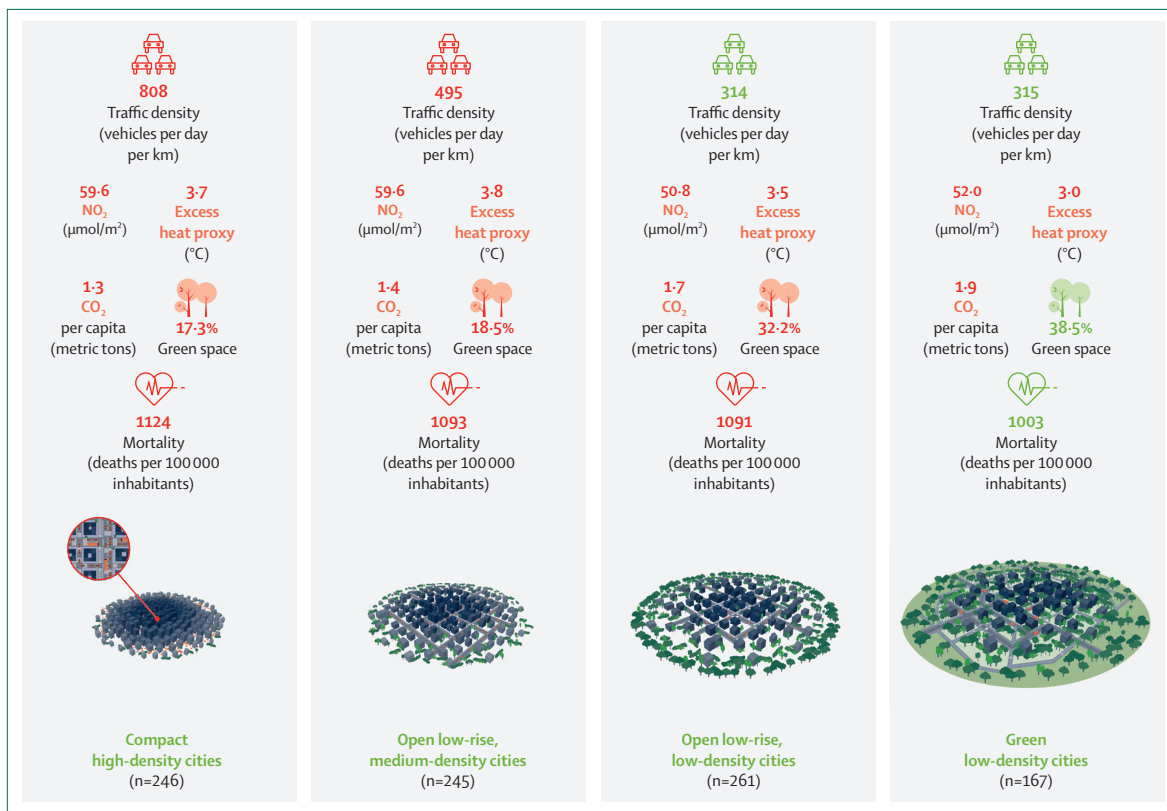 808
Traffic density
(vehicles per day
per km)
59·6
NO₂
(µmol/m²)
3·7
Excess
heat proxy
(°C)
1·3
CO₂
per capita
(metric tons)
17·3%
Green space
1124
Mortality
(deaths per 100 000
inhabitants)
Compact
high-density cities
(n=246)
495
Traffic density
(vehicles per day
per km)
59·6
NO₂
(µmol/m²)
3·8
Excess
heat proxy
(°C)
1·4
CO₂
per capita
(metric tons)
18·5%
Green space
1093
Mortality
(deaths per 100 000
inhabitants)
Open low-rise,
medium-density cities
(n=245)
314
Traffic density
(vehicles per day
per km)
50·8
NO₂
(µmol/m²)
3·5
Excess
heat proxy
(°C)
1·7
CO₂
per capita
(metric tons)
32·2%
Green space
1091
Mortality
(deaths per 100 000
inhabitants)
Open low-rise,
low-density cities
(n=261)
315
Traffic density
(vehicles per day
per km)
52·0
NO₂
(µmol/m²)
3·0
Excess
heat proxy
(°C)
1·9
CO₂
per capita
(metric tons)
38·5%
Green space
1003
Mortality
(deaths per 100 000
inhabitants)
Green
low-density cities
(n=167)